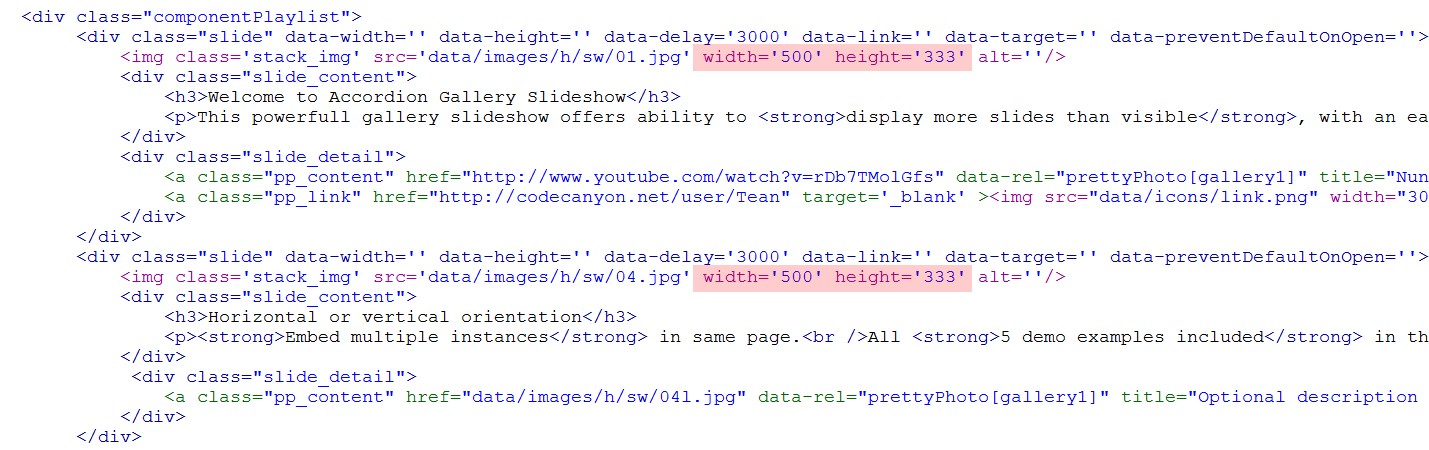 <div class="componentPlaylist">
<div class="slide" data-width='' data-height='' data-delay='3000' data-link='' data-target='' data-preventDefaultOnOpen=''>
<img class='stack_img' src='data/images/h/sw/01.jpg' width='500' height='333' alt=''/>
<div class="slide_content">
<h3>Welcome to Accordion Gallery Slideshow</h3>
<p>This powerfull gallery slideshow offers ability to <strong>display more slides than visible</strong>, with an ea
</div>
<div class="slide_detail">
<a class="pp_content" href="http://www.youtube.com/watch?v=rDb7TMolGfs" data-rel="prettyPhoto[gallery1]" title="Nun
<a class="pp_link" href="http://codecanyon.net/user/Tean" target='_blank' ><img src="data/icons/link.png" width="30
</div>
</div>
<div class="slide" data-width='' data-height='' data-delay='3000' data-link='' data-target='' data-preventDefaultOnOpen=''>
<img class='stack_img' src='data/images/h/sw/04.jpg' width='500' height='333' alt=''/>
<div class="slide_content">
<h3>Horizontal or vertical orientation</h3>
<p><strong>Embed multiple instances</strong> in same page.<br />All <strong>5 demo examples included</strong> in th
</div>
<div class="slide_detail">
<a class="pp_content" href="data/images/h/sw/04l.jpg" data-rel="prettyPhoto[gallery1]" title="Optional description
</div>
</div>